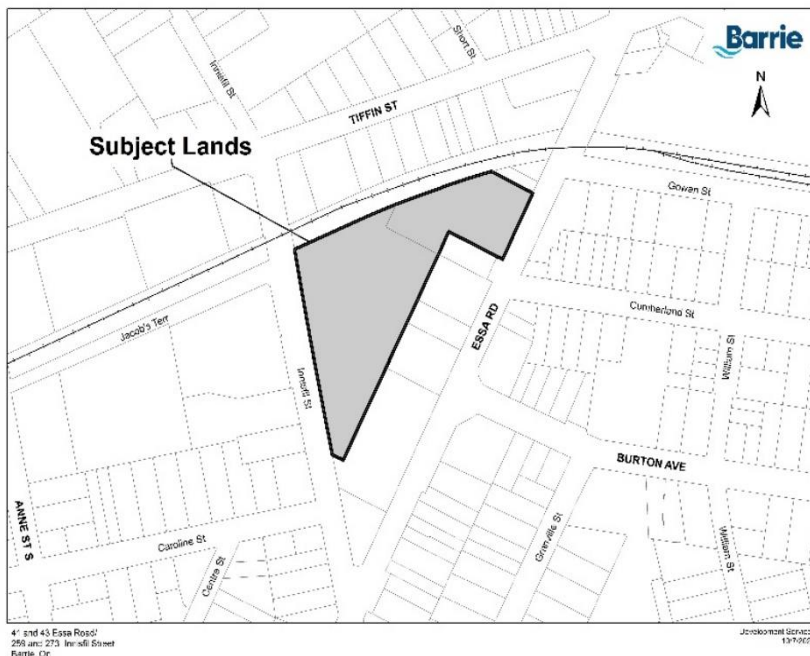 Barrie
N
Innisfil St
Short St
TIFFIN ST
Subject Lands
Gowan St
Jacob's Terr
ESSA RD
Cumberland St
William St
Innisfil St
BURTON AVE
ANNE ST S
Caroline St
Centre St
Granville St
William St
41 and 43 Essa Road/
259 and 273 Innisfil Street
Barrie, On
Development Service